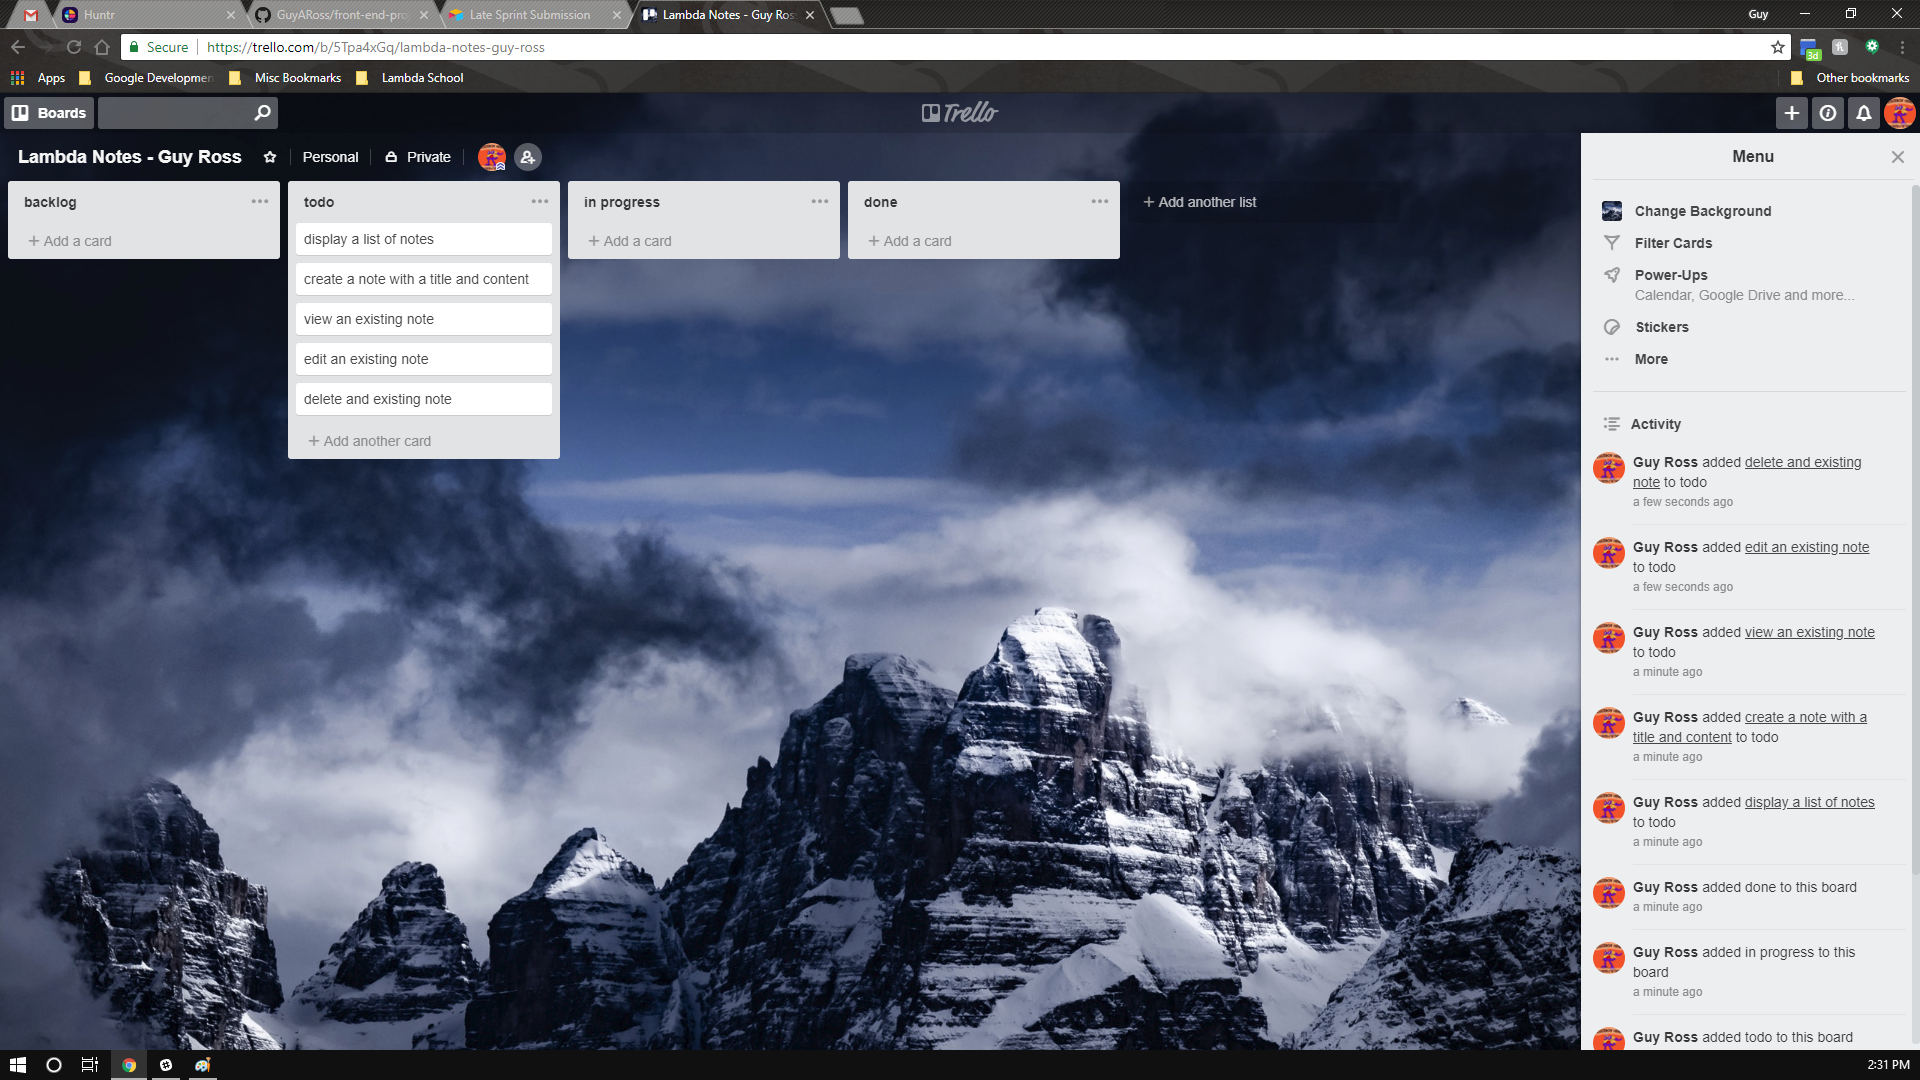 Huntr
GuyARoss/front-end-pro
Late Sprint Submission
Lambda Notes - Guy Ros
Guy
Secure
https://trello.com/b/5Tpa4xGq/lambda-notes-guy-ross
3d
Apps
Google Developmen
Misc Bookmarks
Lambda School
Other bookmarks
Boards
Trello
Lambda Notes - Guy Ross
Personal
Private
backlog
+ Add a card
todo
display a list of notes
create a note with a title and content
view an existing note
edit an existing note
delete and existing note
+ Add another card
in progress
+ Add a card
done
+ Add a card
+ Add another list
Menu
Change Background
Filter Cards
Power-Ups
Calendar, Google Drive and more...
Stickers
More
Activity
Guy Ross added delete and existing
note to todo
a few seconds ago
Guy Ross added edit an existing note
to todo
a few seconds ago
Guy Ross added view an existing note
to todo
a minute ago
Guy Ross added create a note with a
title and content to todo
a minute ago
Guy Ross added display a list of notes
to todo
a minute ago
Guy Ross added done to this board
a minute ago
Guy Ross added in progress to this
board
a minute ago
Guy Ross added todo to this board
2:31 PM